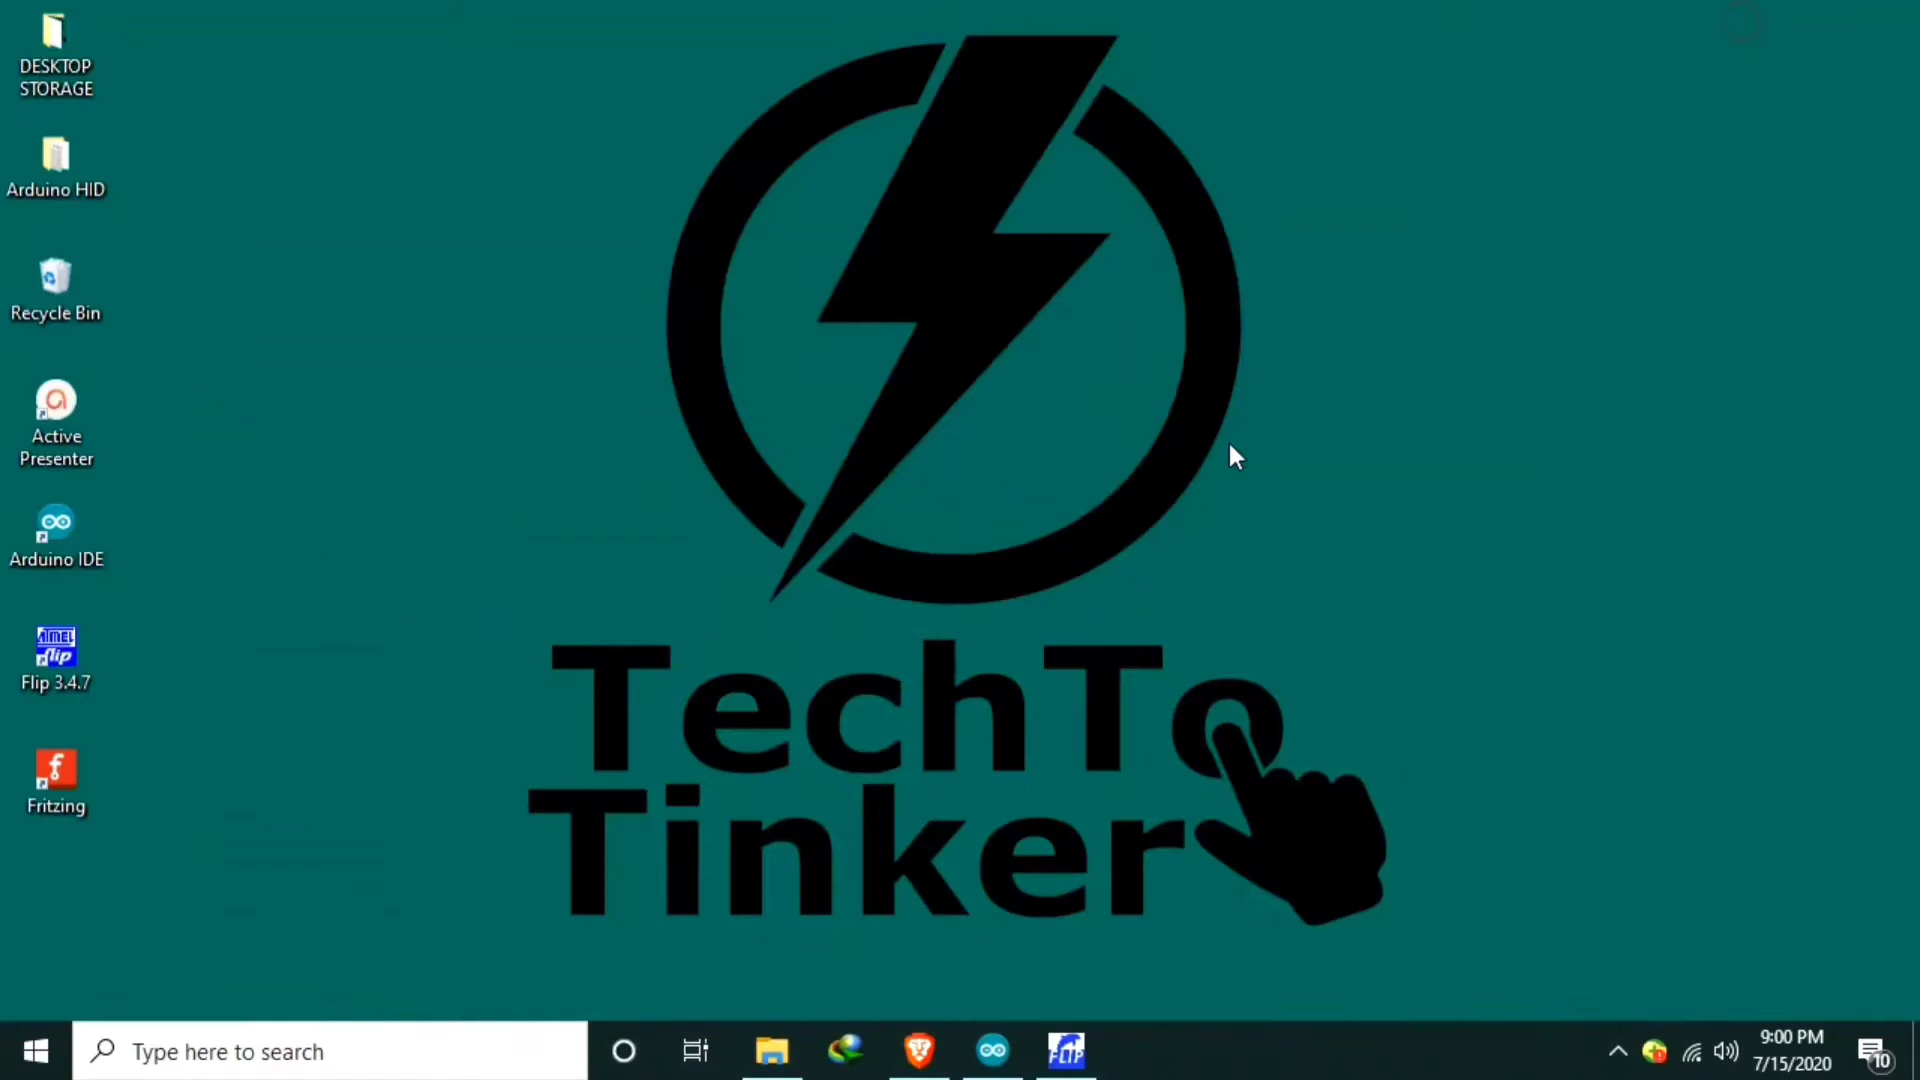 DESKTOP
STORAGE
Arduino HID
Recycle Bin
Active
Presenter
Arduino IDE
ATMEL
flip
Flip 3.4.7
f
Fritzing
TechTo
Tinker
Type here to search
FLIP
9:00 PM
7/15/2020
10